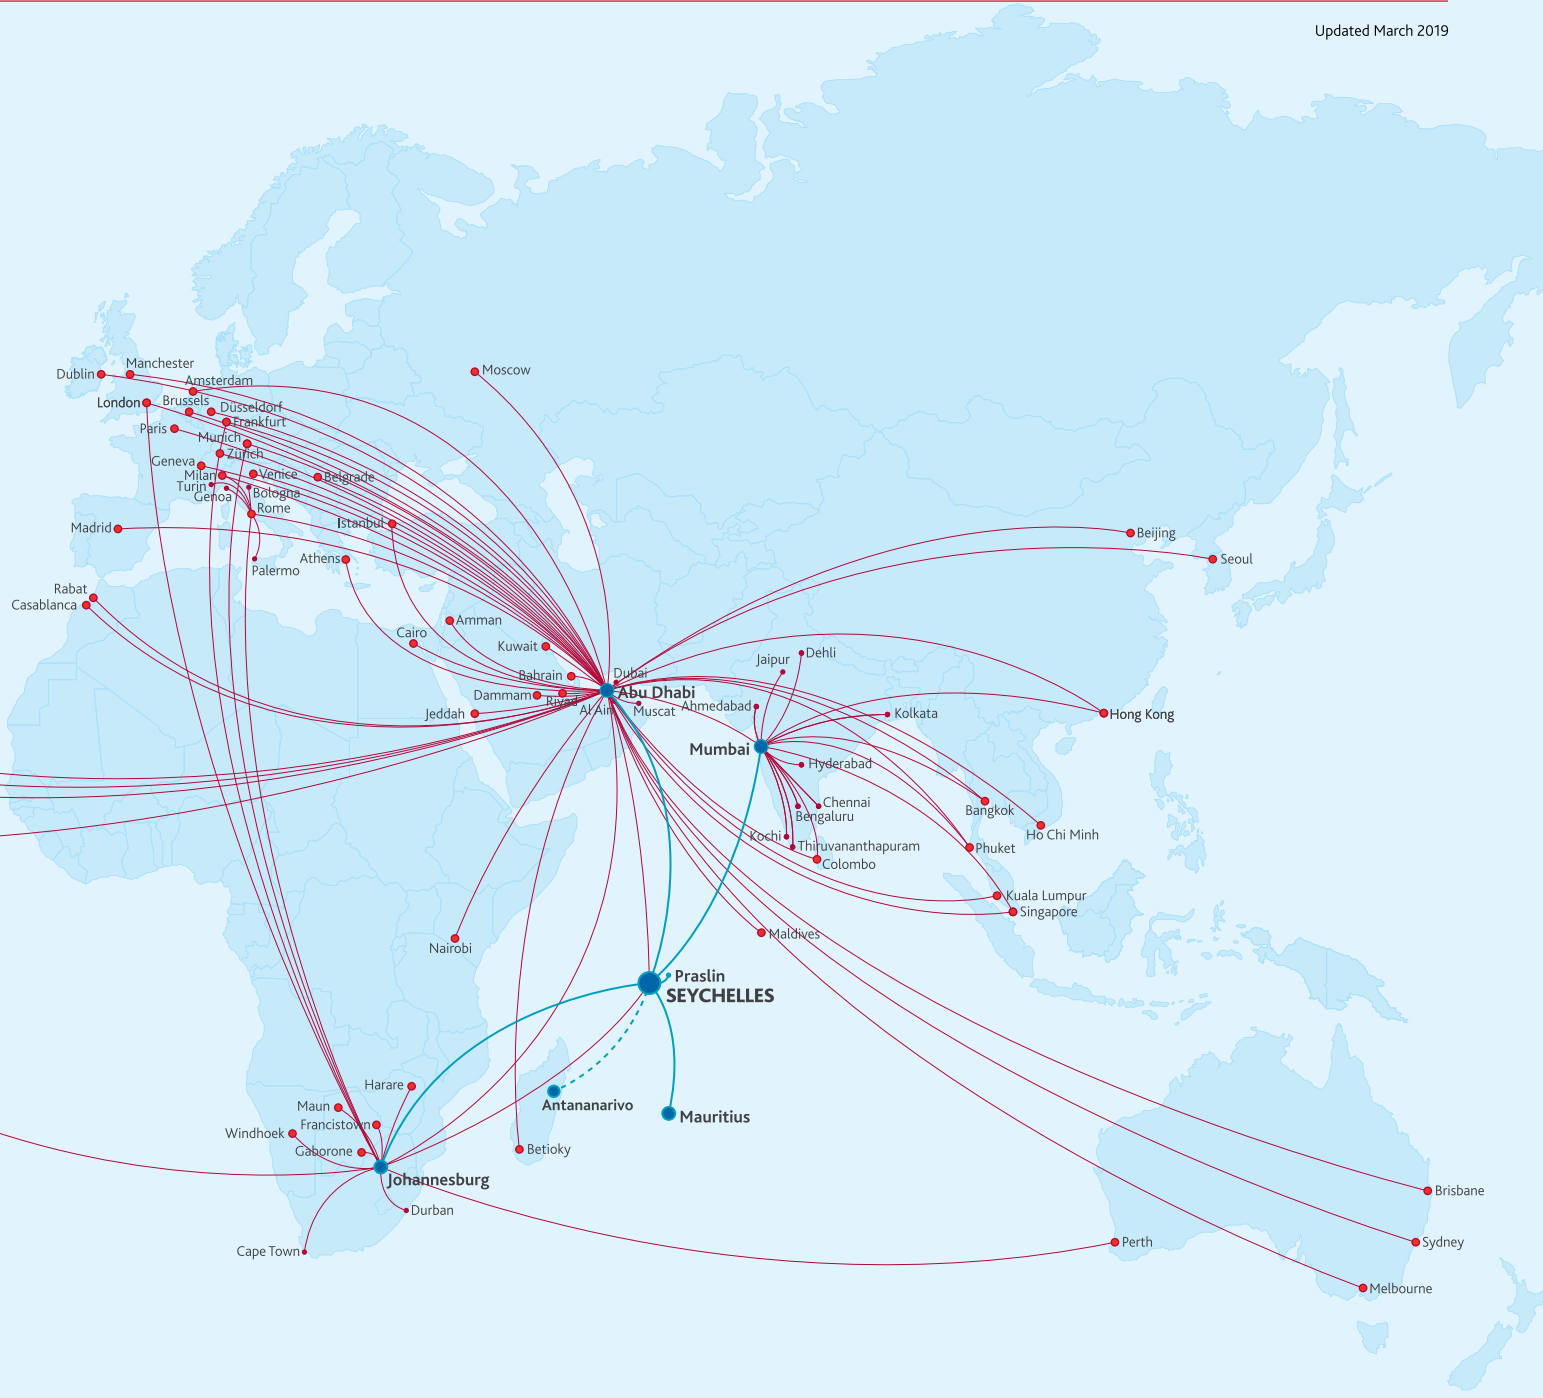 Updated March 2019
Manchester
Dublin
Moscow
Amsterdam
London
Brussels
Düsseldorf
Frankfurt
Paris
Munich
Zurich
Geneva
Milan
Venice
Belgrade
Turin
Genoa
Bologna
Rome
Madrid
Istanbul
Beijing
Athens
Seoul
Palermo
Rabat
Casablanca
Amman
Cairo
Kuwait
Dehli
Jaipur
Bahrain
Dubai
Abu Dhabi
Dammam
Riyad
Al Ain
Muscat
Ahmedabad
Jeddah
Kolkata
Hong Kong
Mumbai
Hyderabad
Chennai
Bengaluru
Bangkok
Kochi
Ho Chi Minh
Thiruvananthapuram
Phuket
Colombo
Kuala Lumpur
Singapore
Maldives
Nairobi
Praslin
SEYCHELLES
Harare
Maun
Antananarivo
Mauritius
Francistown
Windhoek
Gaborone
Betioky
Johannesburg
Brisbane
Durban
Cape Town
Perth
Sydney
Melbourne